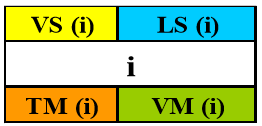 VS (i) LS (i)
i
TM (i) VM (i)